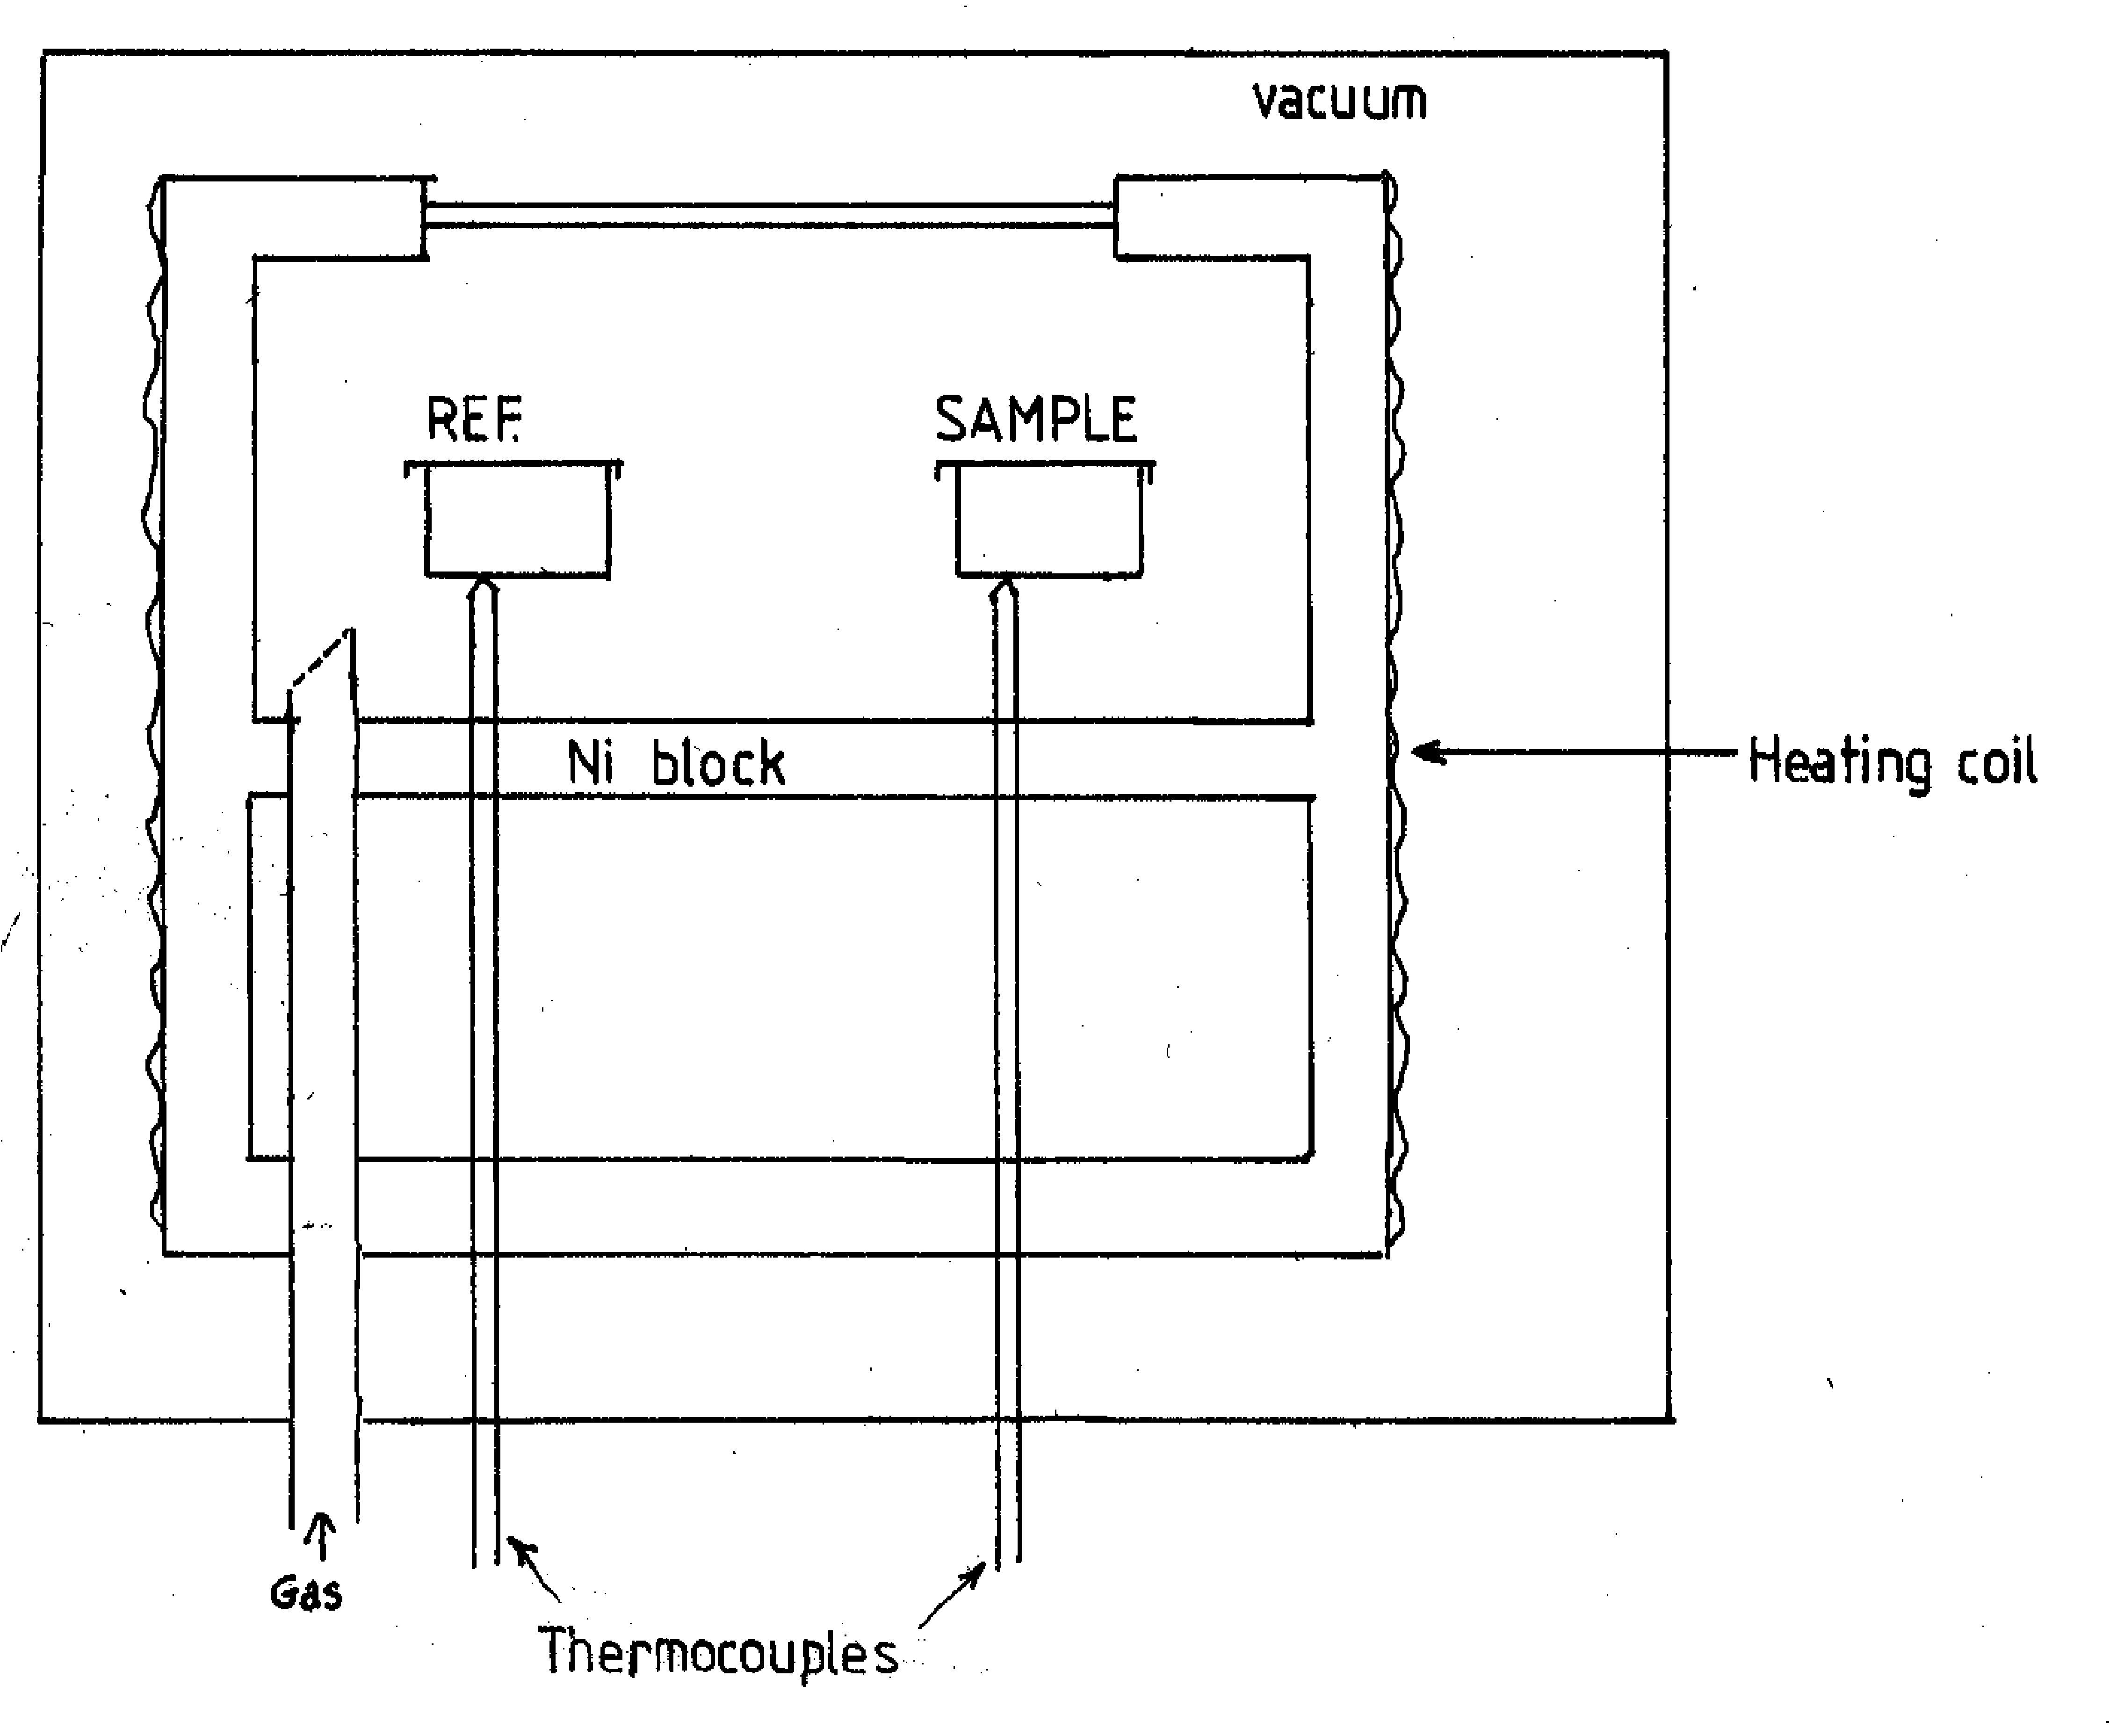 vacuum
REF.
SAMPLE
Ni block
Heating coil
Gas
Thermocouples